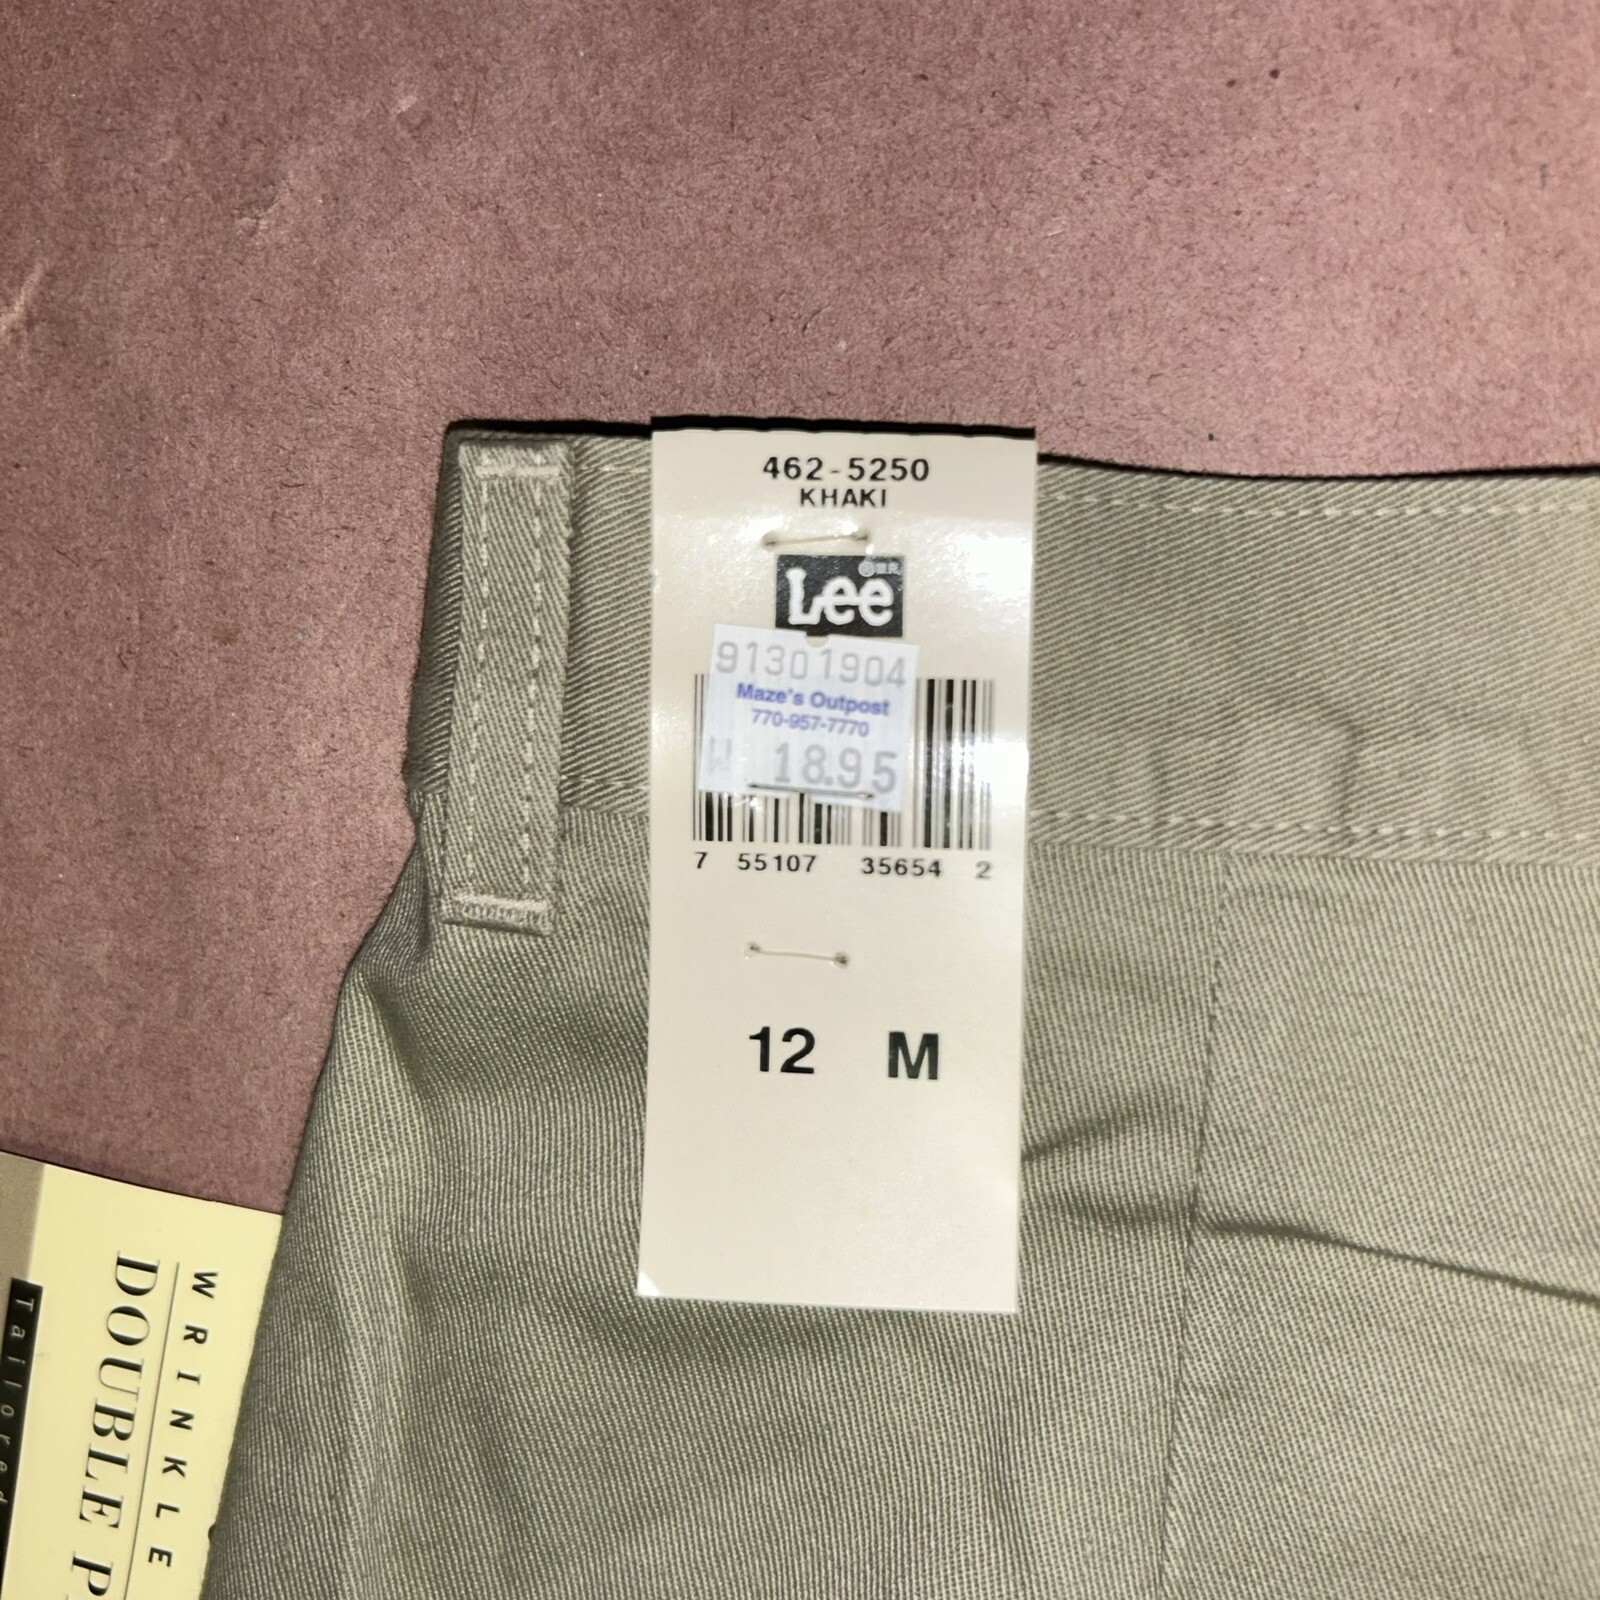 462-5250
KHAKI
Lee
91301904
Maze's Outpost
770-957-7770
W 18.95
7 55107 35654 2
12 M
WRINKLE
DOUBLE P
Tailored